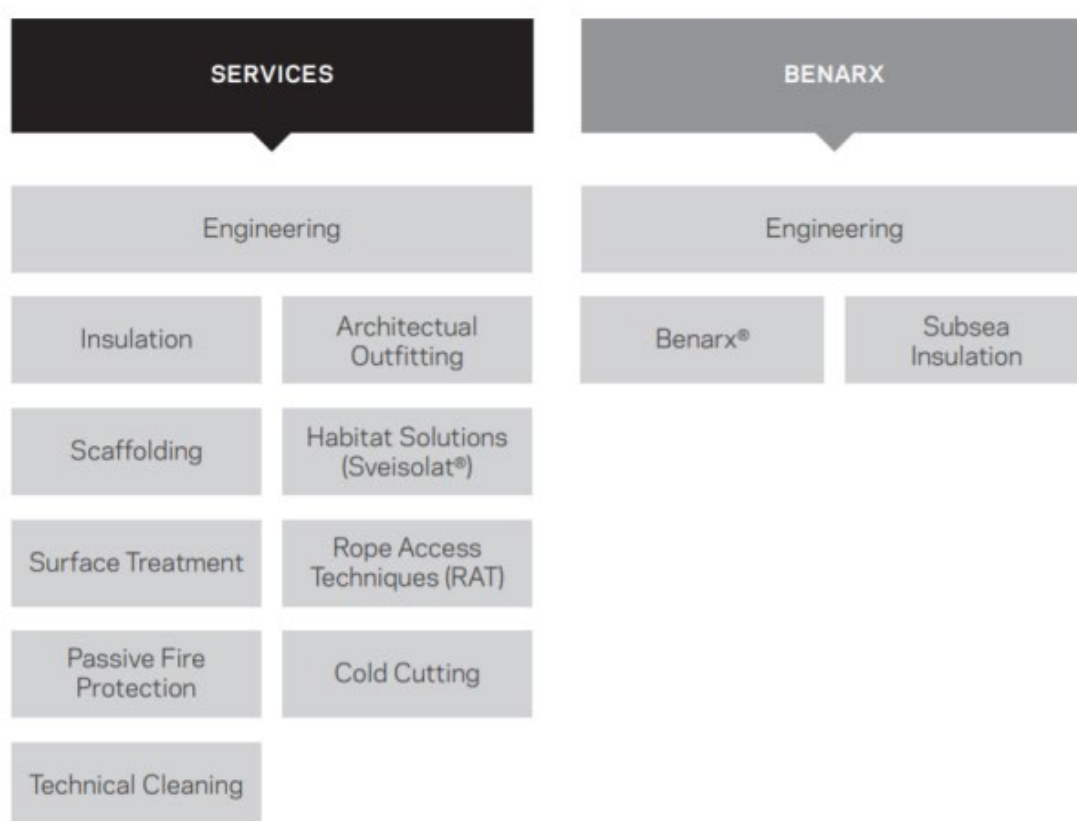 SERVICES
BENARX
Engineering
Engineering
Insulation
Architectual
Outfitting
Benarx®
Subsea
Insulation
Scaffolding
Habitat Solutions
(Sveisolat®)
Surface Treatment
Rope Access
Techniques (RAT)
Passive Fire
Protection
Cold Cutting
Technical Cleaning